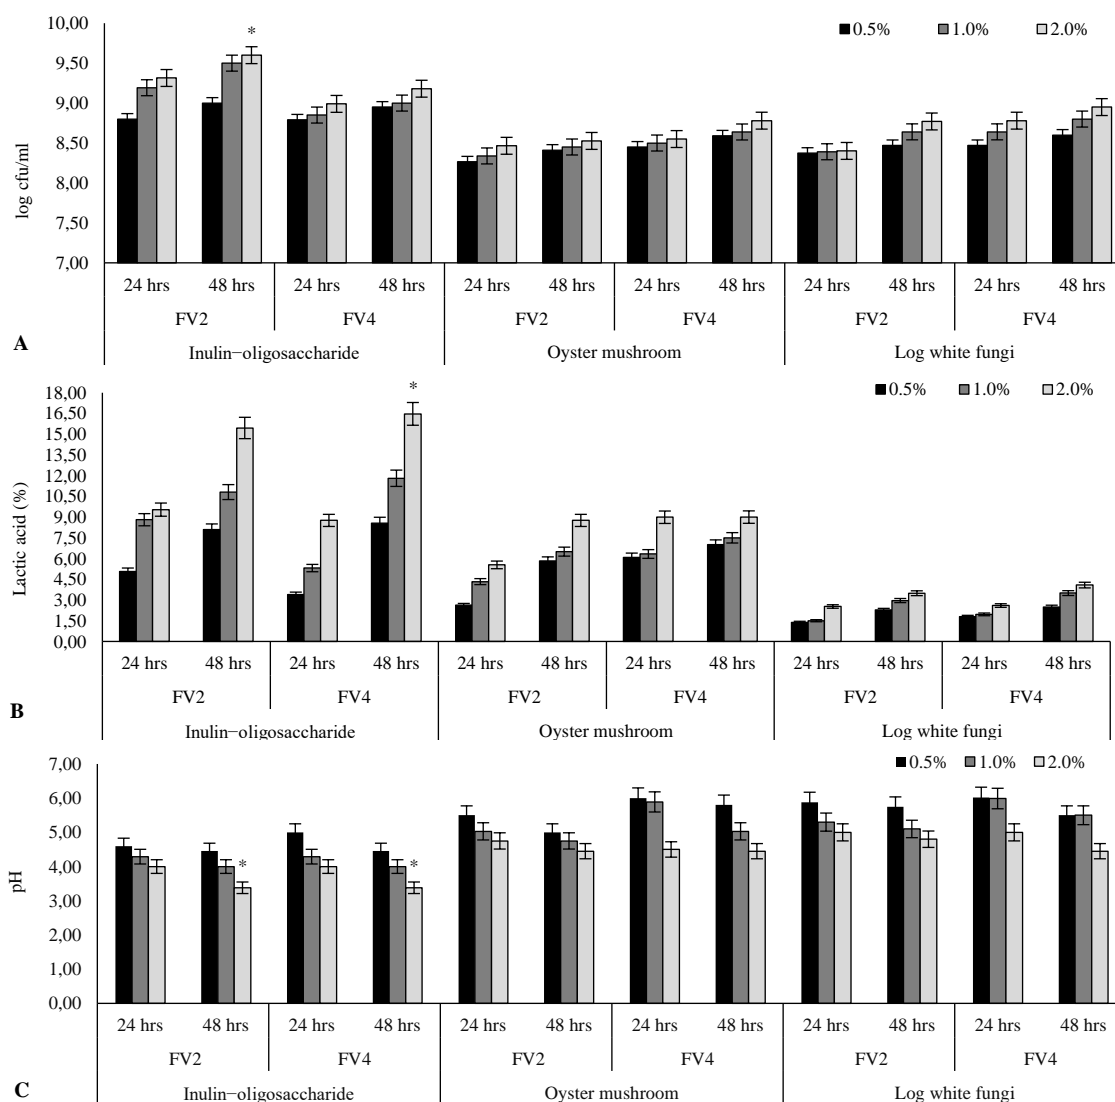 10,00
9,50
9,00
8,50
8,00
7,50
7,00
log cfu/ml
*
0.5% 1.0% 2.0%
24 hrs 48 hrs 24 hrs 48 hrs 24 hrs 48 hrs 24 hrs 48 hrs 24 hrs 48 hrs 24 hrs 48 hrs
FV2 FV4 FV2 FV4 FV2 FV4
Inulin−oligosaccharide Oyster mushroom Log white fungi
A
18,00
16,50
15,00
13,50
12,00
10,50
9,00
7,50
6,00
4,50
3,00
1,50
0,00
Lactic acid (%)
*
0.5% 1.0% 2.0%
24 hrs 48 hrs 24 hrs 48 hrs 24 hrs 48 hrs 24 hrs 48 hrs 24 hrs 48 hrs 24 hrs 48 hrs
FV2 FV4 FV2 FV4 FV2 FV4
Inulin−oligosaccharide Oyster mushroom Log white fungi
B
7,00
6,00
5,00
4,00
3,00
2,00
1,00
0,00
pH
* *
0.5% 1.0% 2.0%
24 hrs 48 hrs 24 hrs 48 hrs 24 hrs 48 hrs 24 hrs 48 hrs 24 hrs 48 hrs 24 hrs 48 hrs
FV2 FV4 FV2 FV4 FV2 FV4
Inulin−oligosaccharide Oyster mushroom Log white fungi
C